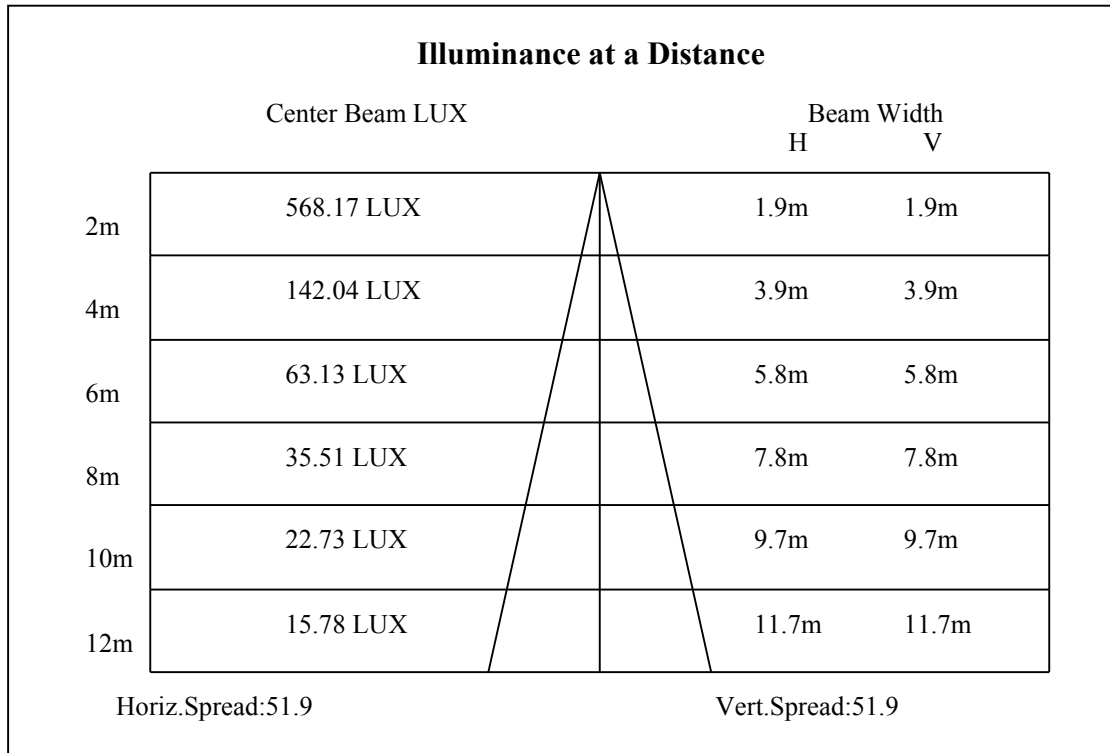 Illuminance at a Distance
Center Beam LUX Beam Width
H V
2m 568.17 LUX 1.9m 1.9m
4m 142.04 LUX 3.9m 3.9m
6m 63.13 LUX 5.8m 5.8m
8m 35.51 LUX 7.8m 7.8m
10m 22.73 LUX 9.7m 9.7m
12m 15.78 LUX 11.7m 11.7m
Horiz.Spread:51.9 Vert.Spread:51.9